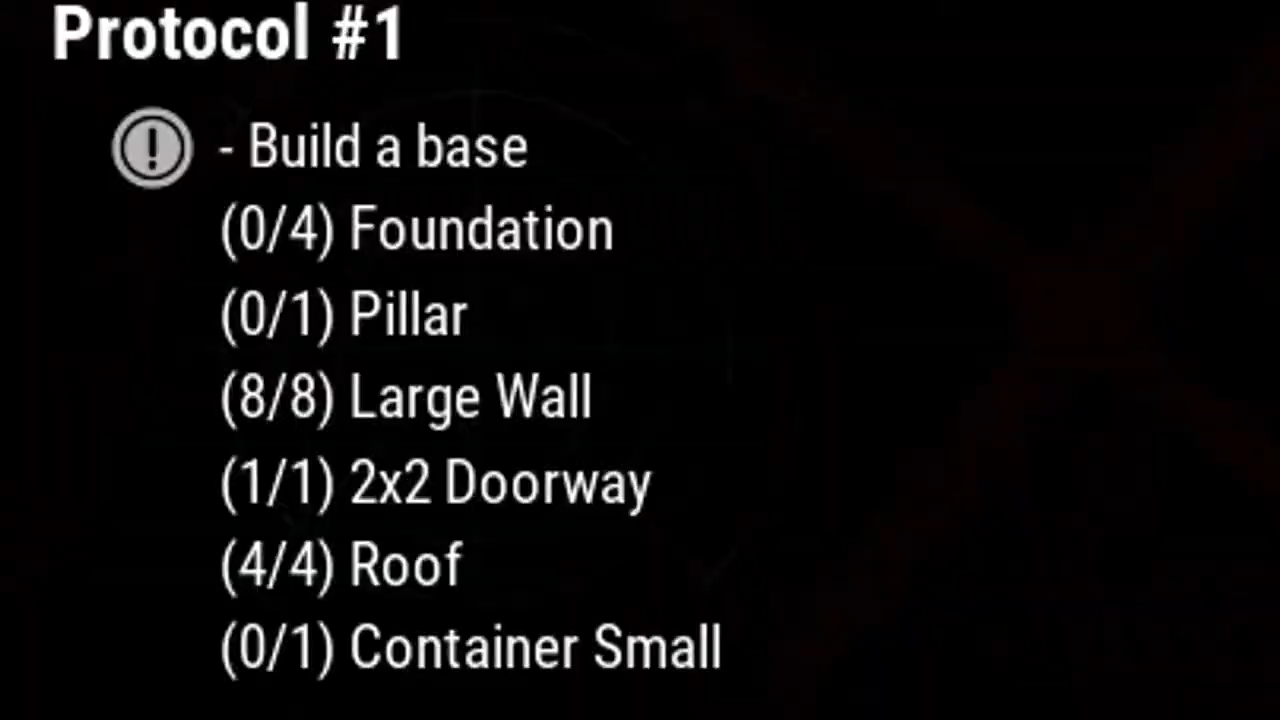 Protocol #1
- Build a base
(0/4) Foundation
(0/1) Pillar
(8/8) Large Wall
(1/1) 2x2 Doorway
(4/4) Roof
(0/1) Container Small